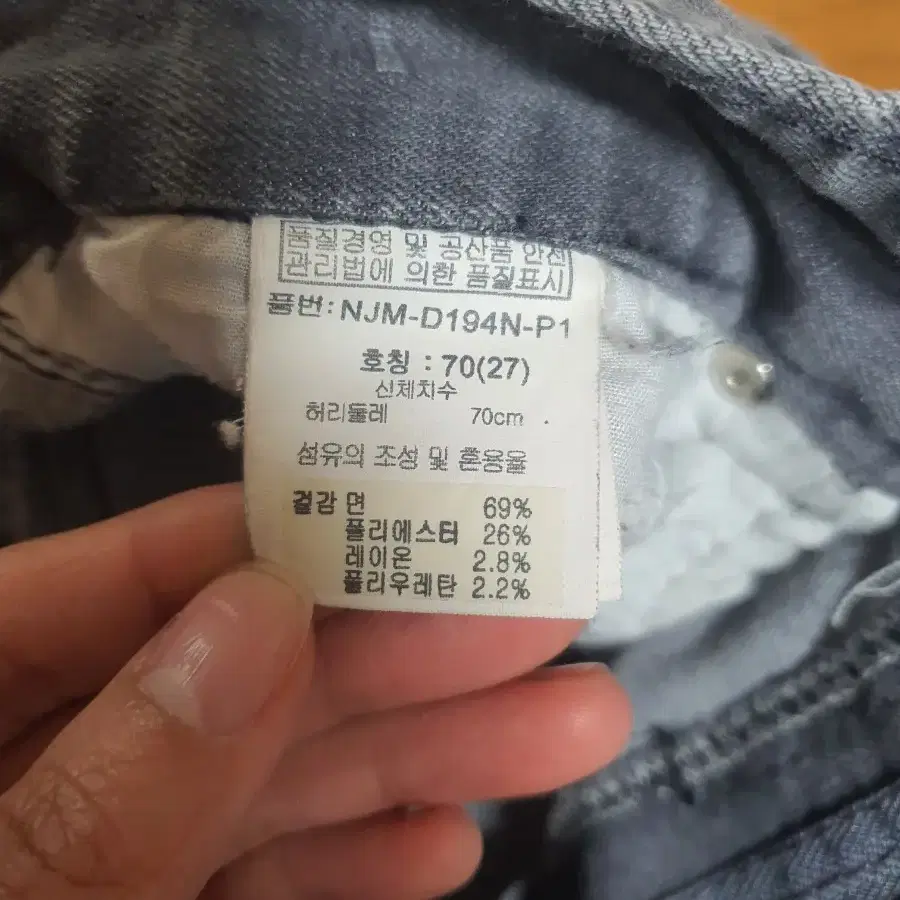 품질경영 및 공산품 안전
관리법에 의한 품질표시
품번: NJM-D194N-P1
호칭 : 70(27)
신체치수
허리둘레 70cm .
섬유의 조성 및 혼용율
겉감 면 69%
폴리에스터 26%
레이온 2.8%
폴리우레탄 2.2%